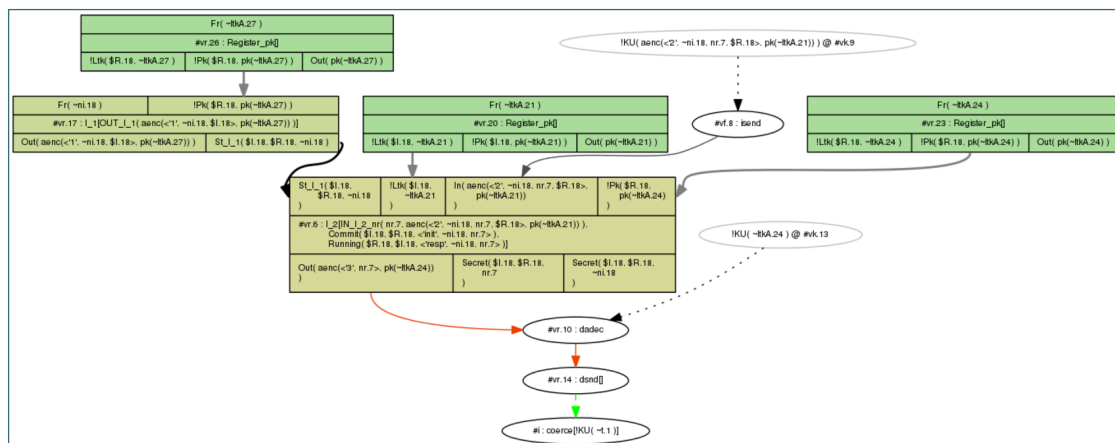 Fr( ~ltkA.27 )
#vr.26 : Register_pk[]
!Ltk( $R.18, ~ltkA.27 ) !Pk( $R.18, pk(~ltkA.27) ) Out( pk(~ltkA.27) )
!KU( aenc(<'2', ~ni.18, nr.7, $R.18>, pk(~ltkA.21)) ) @ #vk.9
Fr( ~ni.18 ) !Pk( $R.18, pk(~ltkA.27) )
#vr.17 : I_1[OUT_I_1( aenc(<'1', ~ni.18, $I.18>, pk(~ltkA.27)) )]
Out( aenc(<'1', ~ni.18, $I.18>, pk(~ltkA.27)) ) St_I_1( $I.18, $R.18, ~ni.18 )
Fr( ~ltkA.21 )
#vr.20 : Register_pk[]
!Ltk( $I.18, ~ltkA.21 ) !Pk( $I.18, pk(~ltkA.21) ) Out( pk(~ltkA.21) )
#vf.8 : isend
Fr( ~ltkA.24 )
#vr.23 : Register_pk[]
!Ltk( $R.18, ~ltkA.24 ) !Pk( $R.18, pk(~ltkA.24) ) Out( pk(~ltkA.24) )
St_I_1( $I.18, !Ltk( $I.18, In( aenc(<'2', ~ni.18, nr.7, $R.18>, !Pk( $R.18,
$R.18, ~ni.18 ~ltkA.21 pk(~ltkA.21)) pk(~ltkA.24)
) ) ) )
#vr.6 : I_2[IN_I_2_nr( nr.7, aenc(<'2', ~ni.18, nr.7, $R.18>, pk(~ltkA.21)) ),
Commit( $I.18, $R.18, <'init', ~ni.18, nr.7> ),
Running( $R.18, $I.18, <'resp', ~ni.18, nr.7> )]
Out( aenc(<'3', nr.7>, pk(~ltkA.24)) Secret( $I.18, $R.18, Secret( $I.18, $R.18,
) nr.7 ~ni.18
) )
!KU( ~ltkA.24 ) @ #vk.13
#vr.10 : dadec
#vr.14 : dsnd[]
#i : coerce[!KU( ~t.1 )]